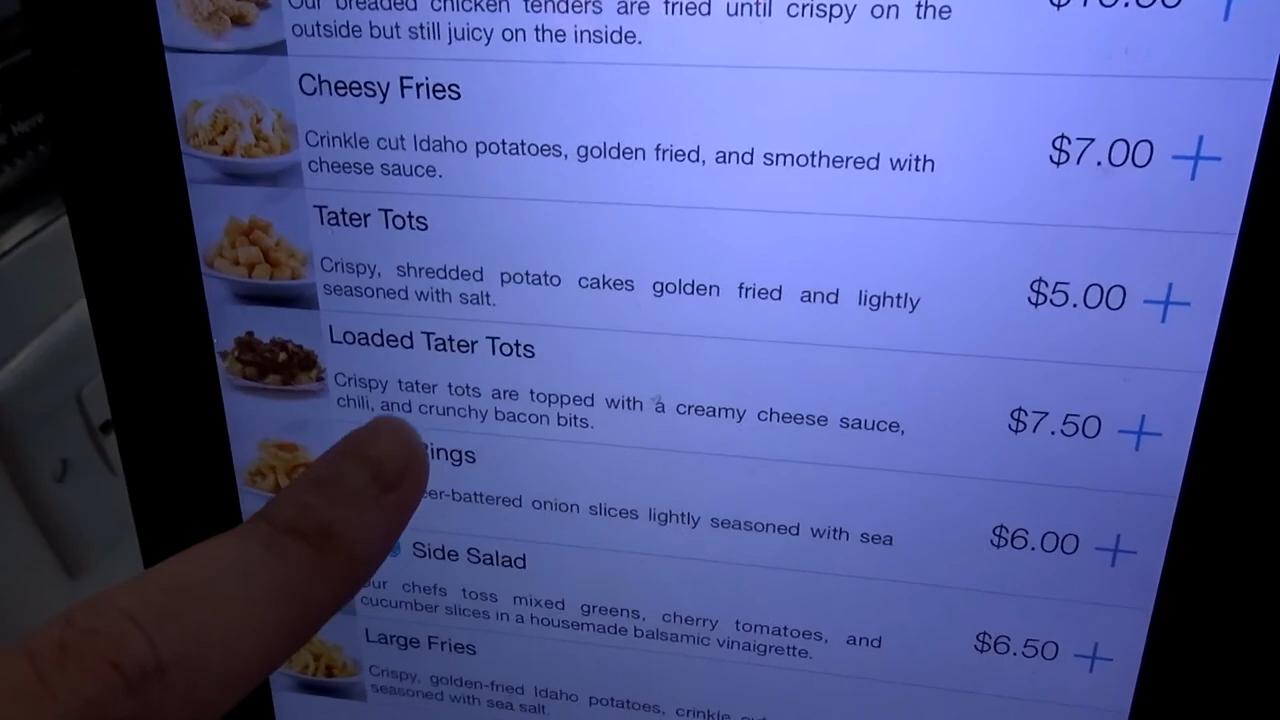 Our breaded chicken tenders are fried until crispy on the
outside but still juicy on the inside.
Cheesy Fries
Crinkle cut Idaho potatoes, golden fried, and smothered with
cheese sauce.
$7.00 +
Tater Tots
Crispy, shredded potato cakes golden fried and lightly
seasoned with salt.
$5.00 +
Loaded Tater Tots
Crispy tater tots are topped with a creamy cheese sauce,
chili, and crunchy bacon bits.
$7.50 +
Rings
battered onion slices lightly seasoned with sea
$6.00 +
Side Salad
Our chefs toss mixed greens, cherry tomatoes, and
cucumber slices in a housemade balsamic vinaigrette.
$6.50 +
Large Fries
Crispy, golden-fried Idaho potatoes, crinkle
seasoned with sea salt.